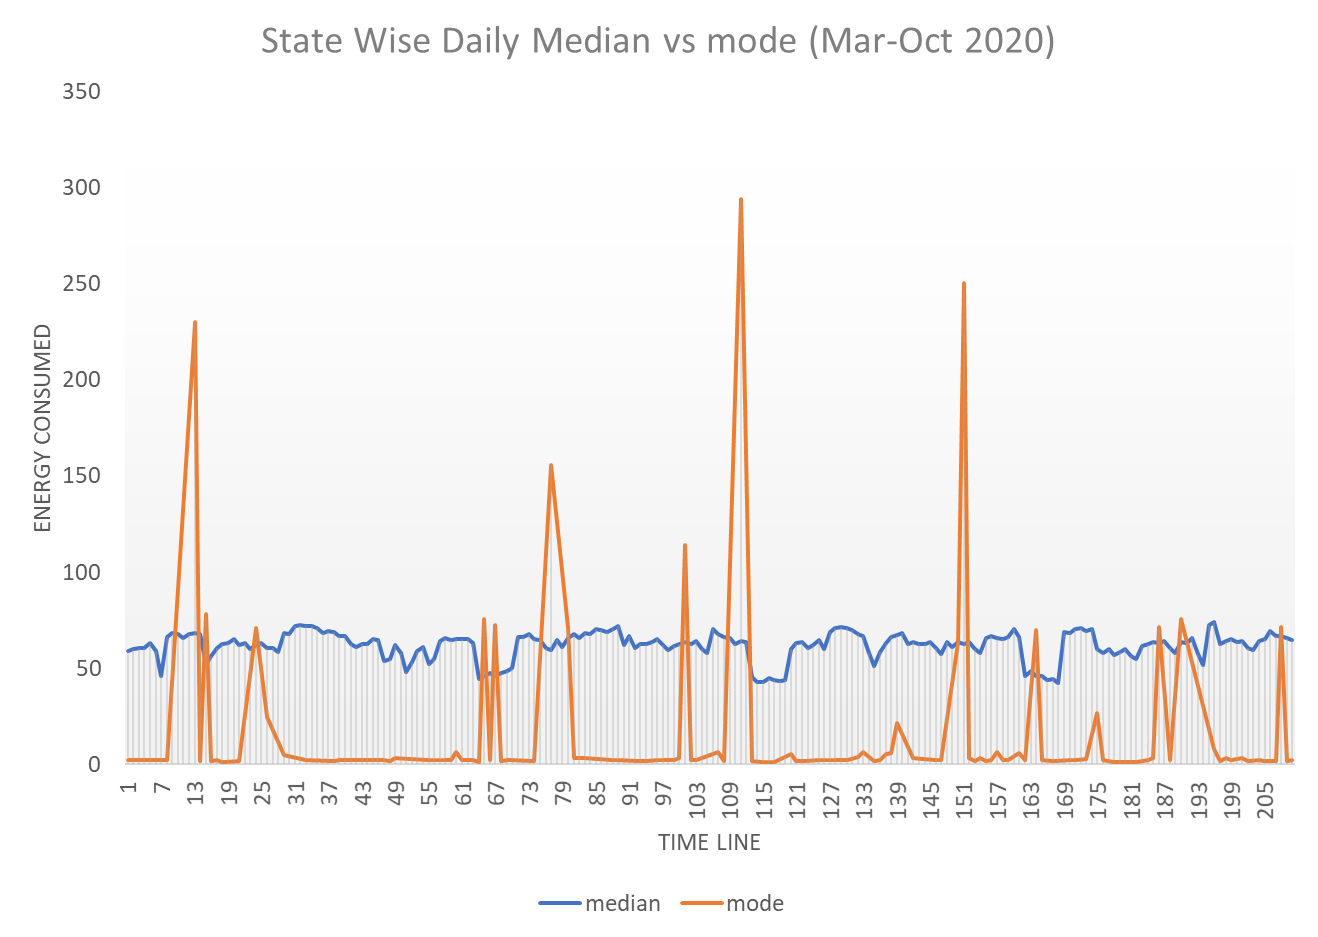 State Wise Daily Median vs mode (Mar-Oct 2020)
350
300
250
200
150
100
50
0
ENERGY CONSUMED
1 7 13 19 25 31 37 43 49 55 61 67 73 79 85 91 97 103 109 115 121 127 133 139 145 151 157 163 169 175 181 187 193 199 205
TIME LINE
median mode